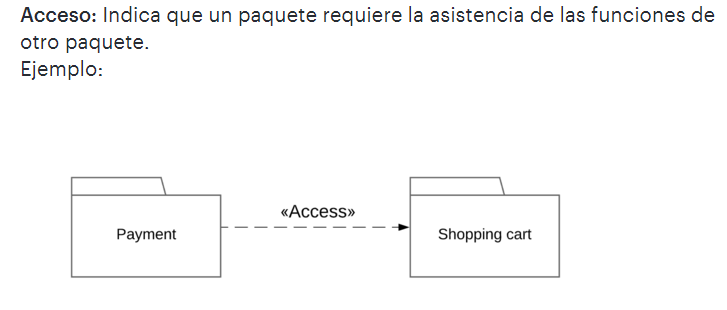 Acceso: Indica que un paquete requiere la asistencia de las funciones de
otro paquete.
Ejemplo:
«Access»
Payment
Shopping cart